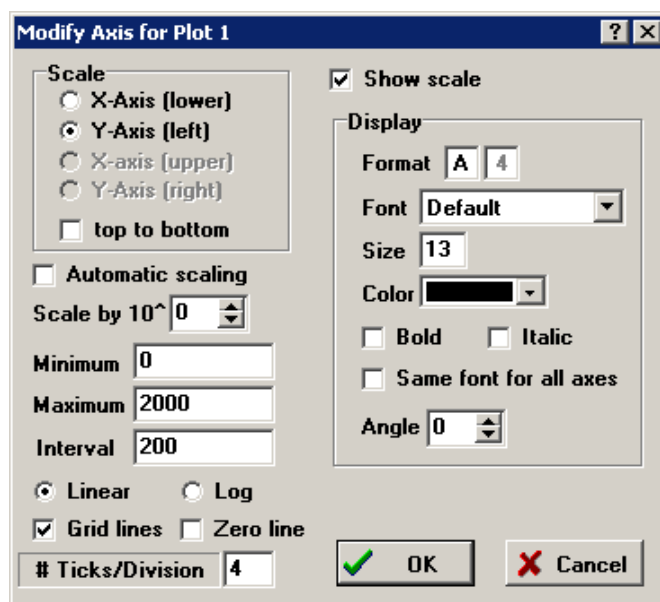 Modify Axis for Plot 1
Scale
X-Axis (lower)
Y-Axis (left)
X-axis (upper)
Y-Axis (right)
top to bottom
Automatic scaling
Scale by 10^ 0
Minimum 0
Maximum 2000
Interval 200
Linear Log
Grid lines Zero line
# Ticks/Division 4
Show scale
Display
Format A 4
Font Default
Size 13
Color
Bold Italic
Same font for all axes
Angle 0
OK Cancel